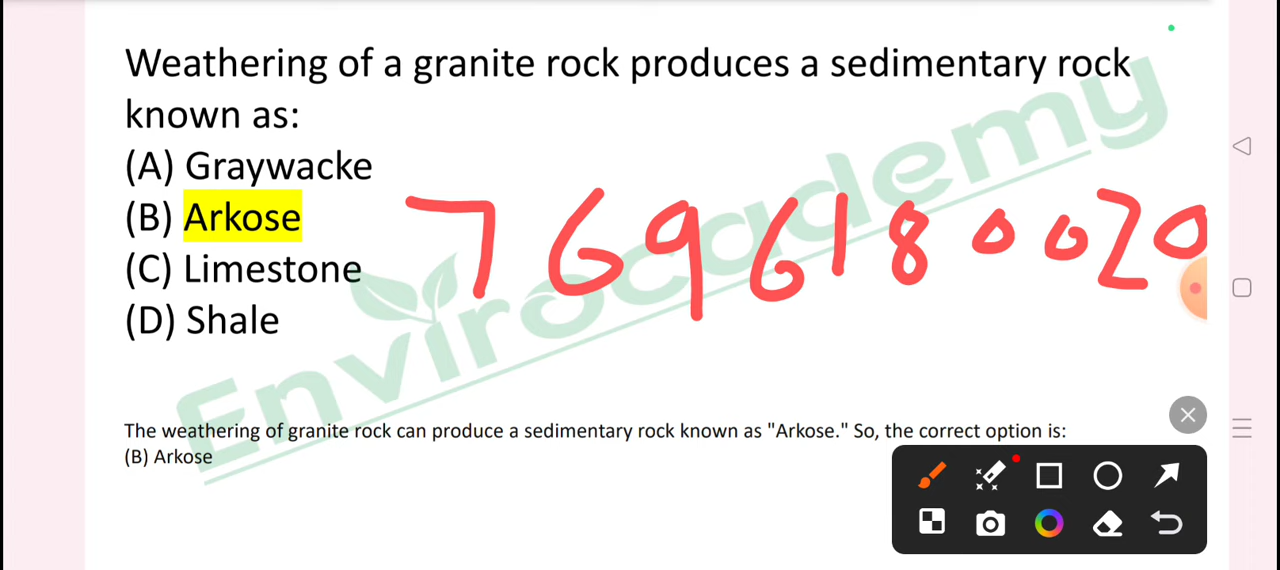 Weathering of a granite rock produces a sedimentary rock
known as:
(A) Graywacke
(B) Arkose
(C) Limestone
(D) Shale
7696180020
Envirocademy
The weathering of granite rock can produce a sedimentary rock known as "Arkose." So, the correct option is:
(B) Arkose